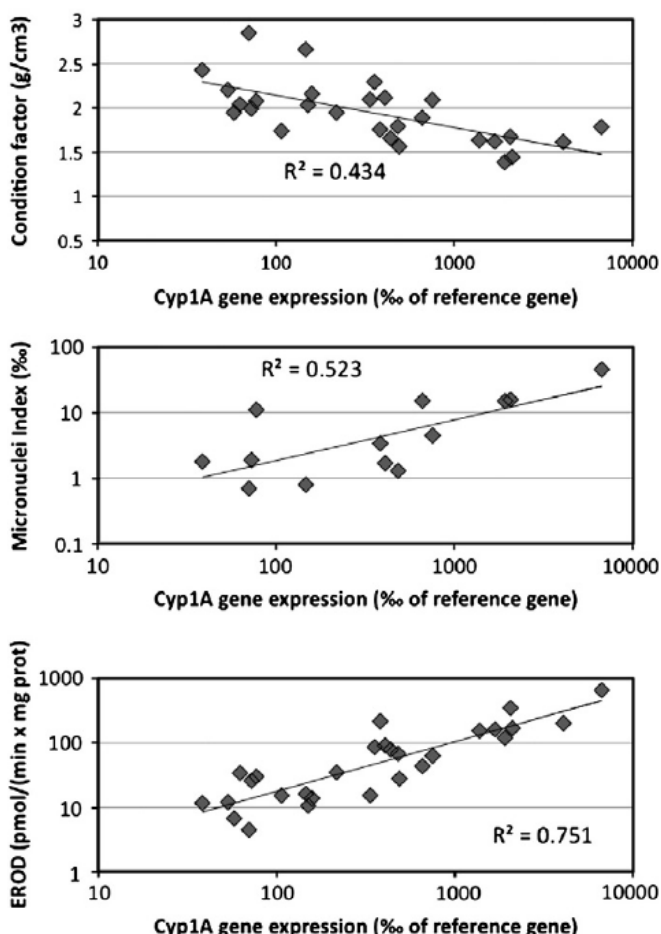 Condition factor (g/cm3)
3
2.5
2
1.5
1
0.5
R² = 0.434
10
100
1000
10000
Cyp1A gene expression (‰ of reference gene)
Micronuclei Index (‰)
100
10
1
0.1
R² = 0.523
10
100
1000
10000
Cyp1A gene expression (‰ of reference gene)
EROD (pmol/(min x mg prot)
1000
100
10
1
R² = 0.751
10
100
1000
10000
Cyp1A gene expression (‰ of reference gene)